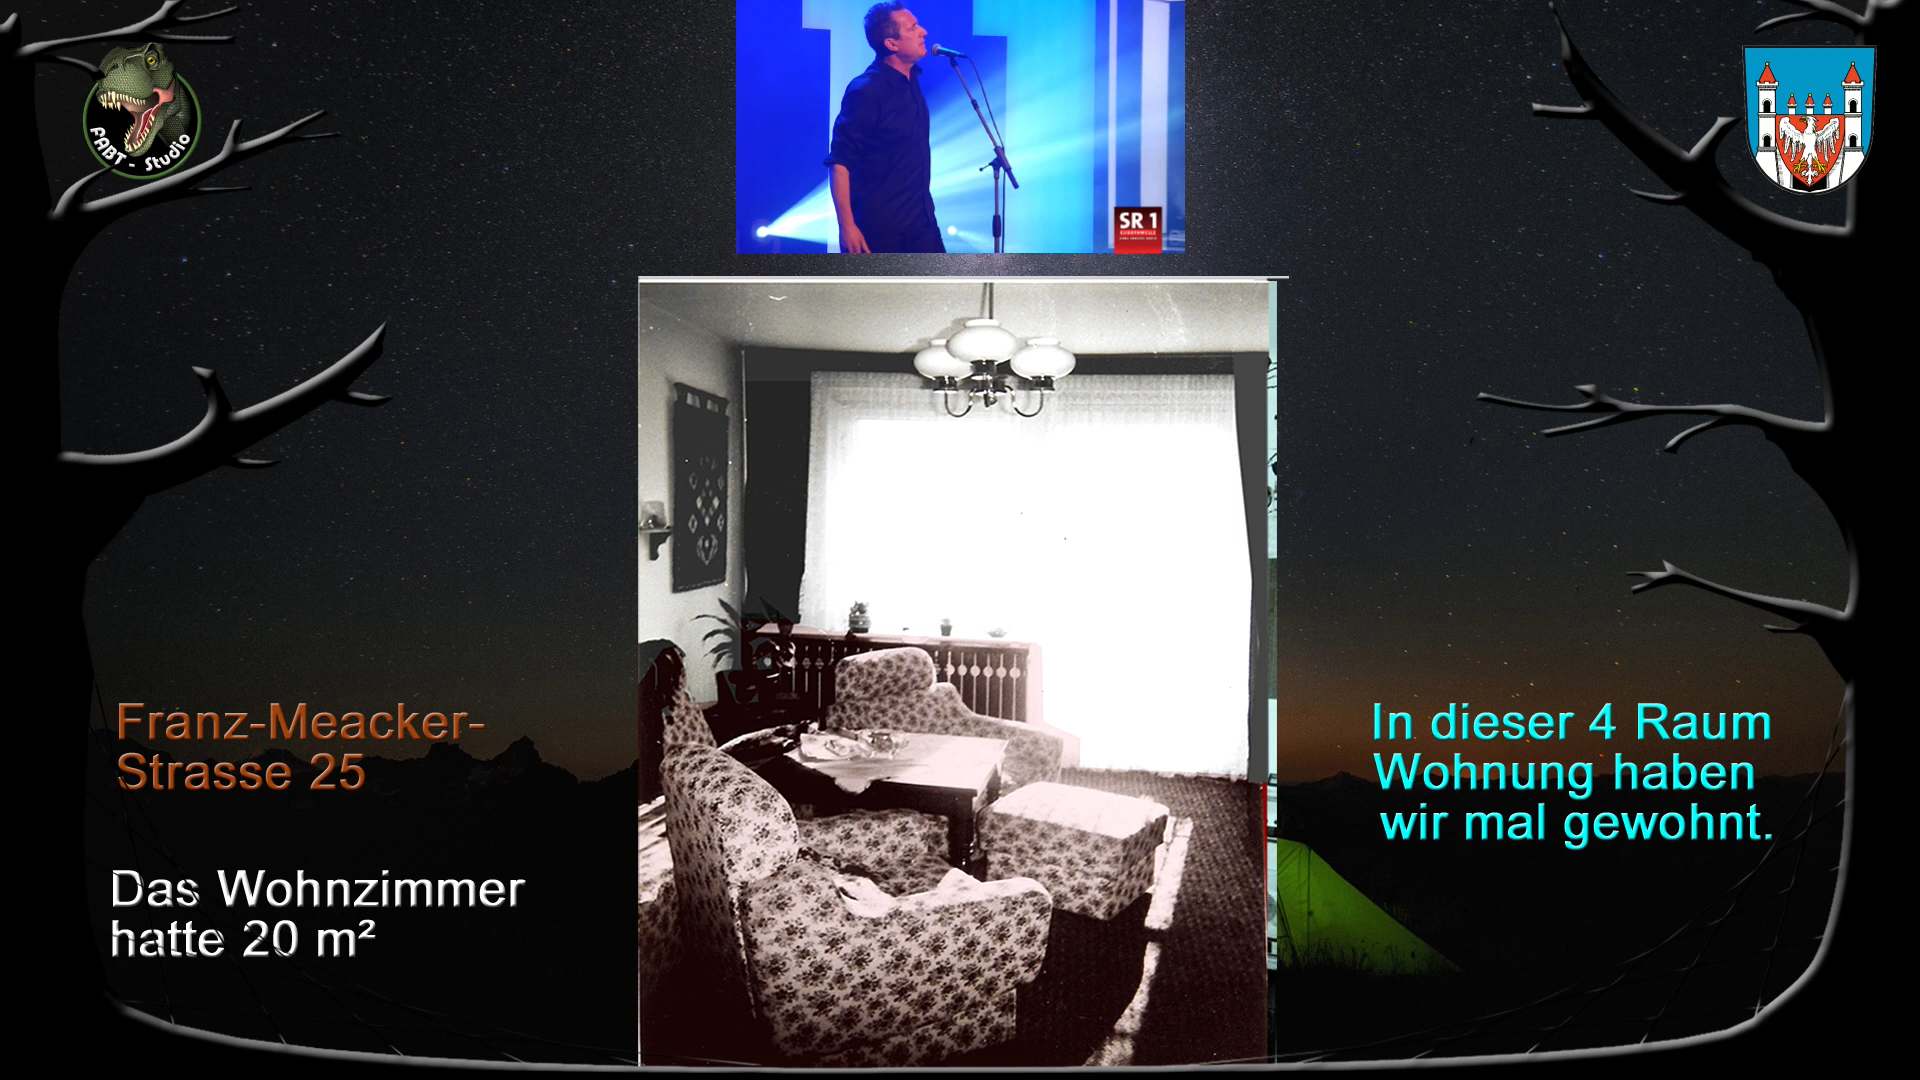 FABT - Studio
SR 1
EUROPAWELLE
Franz-Meacker-
Strasse 25
Das Wohnzimmer
hatte 20 m²
In dieser 4 Raum
Wohnung haben
wir mal gewohnt.